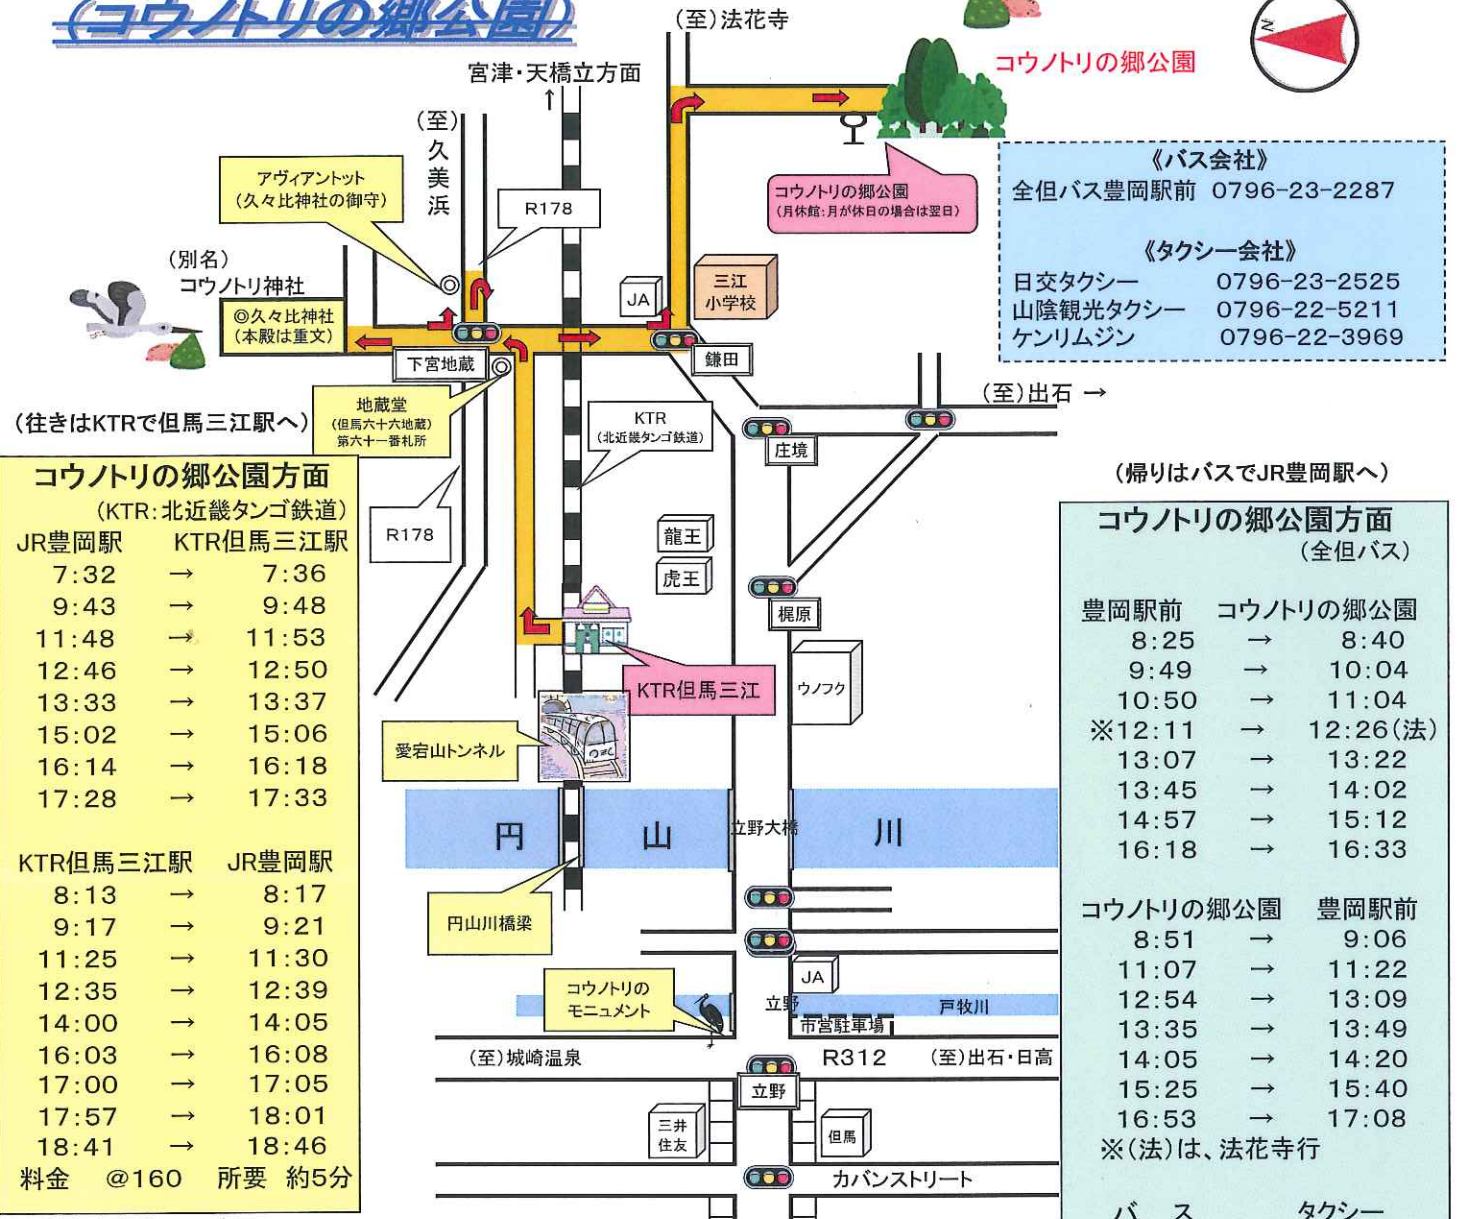 (コウノトリの郷公園)
(至)法花寺
コウノトリの郷公園
N
宮津・天橋立方面
↑
(至)
久美浜
アヴィアントット
(久々比神社の御守)
R178
コウノトリの郷公園
(月休館:月が休日の場合は翌日)
《バス会社》
全但バス豊岡駅前 0796-23-2287
《タクシー会社》
日交タクシー 0796-23-2525
山陰観光タクシー 0796-22-5211
ケンリムジン 0796-22-3969
(別名)
コウノトリ神社
◎久々比神社
(本殿は重文)
JA
三江
小学校
下宮地蔵
鎌田
地蔵堂
(但馬六十六地蔵)
第六十一番札所
KTR
(北近畿タンゴ鉄道)
(至)出石 →
庄境
R178
龍王
虎王
梶原
KTR但馬三江
ウノフク
愛宕山トンネル
円 山 川
立野大橋
円山川橋梁
コウノトリの
モニュメント
JA
立野
戸牧川
市営駐車場
(至)城崎温泉
R312
(至)出石・日高
立野
三井
住友
但馬
カバンストリート
(往きはKTRで但馬三江駅へ)
コウノトリの郷公園方面
(KTR:北近畿タンゴ鉄道)
JR豊岡駅 KTR但馬三江駅
7:32 → 7:36
9:43 → 9:48
11:48 → 11:53
12:46 → 12:50
13:33 → 13:37
15:02 → 15:06
16:14 → 16:18
17:28 → 17:33
KTR但馬三江駅 JR豊岡駅
8:13 → 8:17
9:17 → 9:21
11:25 → 11:30
12:35 → 12:39
14:00 → 14:05
16:03 → 16:08
17:00 → 17:05
17:57 → 18:01
18:41 → 18:46
料金 @160 所要 約5分
(帰りはバスでJR豊岡駅へ)
コウノトリの郷公園方面
(全但バス)
豊岡駅前 コウノトリの郷公園
8:25 → 8:40
9:49 → 10:04
10:50 → 11:04
※12:11 → 12:26(法)
13:07 → 13:22
13:45 → 14:02
14:57 → 15:12
16:18 → 16:33
コウノトリの郷公園 豊岡駅前
8:51 → 9:06
11:07 → 11:22
12:54 → 13:09
13:35 → 13:49
14:05 → 14:20
15:25 → 15:40
16:53 → 17:08
※(法)は、法花寺行
バス タクシー